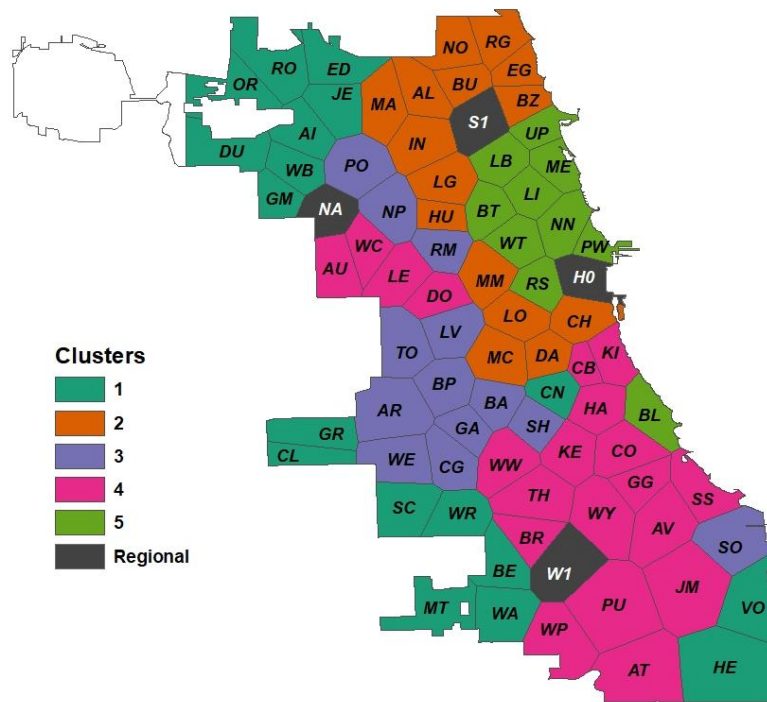 NO
RG
RO
ED
EG
OR
JE
AL
BU
MA
BZ
S1
AI
UP
IN
DU
LB
WB
PO
ME
LG
LI
GM
NA
NP
HU
BT
NN
WC
RM
WT
PW
AU
LE
MM
RS
H0
DO
LO
CH
LV
TO
MC
DA
KI
CB
Clusters
BP
CN
1
AR
BA
HA
BL
2
GR
GA
SH
3
CL
WE
CG
WW
KE
CO
4
GG
SS
5
TH
SC
WR
WY
AV
Regional
BR
SO
BE
W1
JM
MT
WA
PU
VO
WP
AT
HE